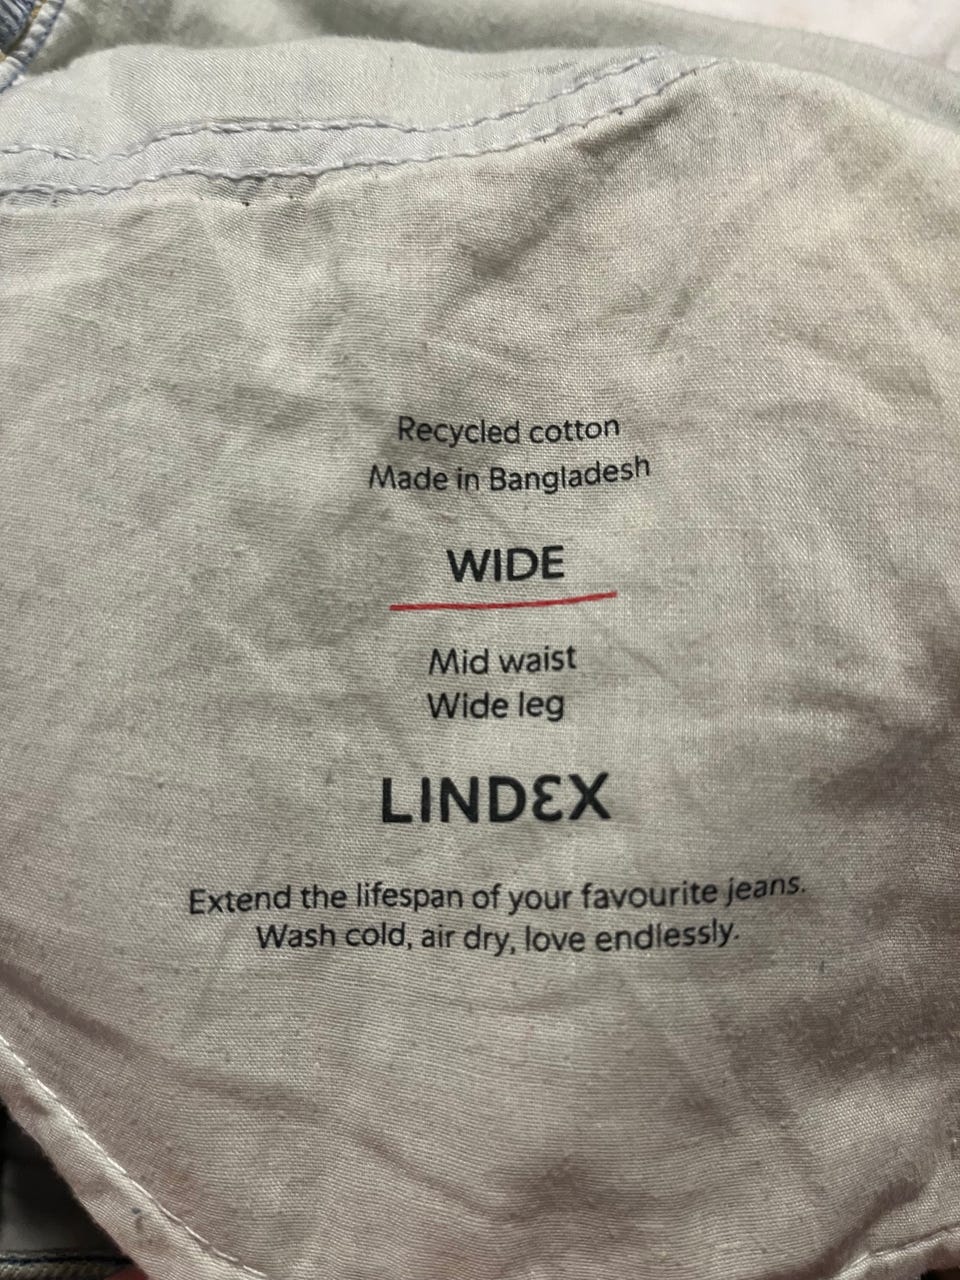 Recycled cotton
Made in Bangladesh
WIDE
Mid waist
Wide leg
LINDEX
Extend the lifespan of your favourite jeans.
Wash cold, air dry, love endlessly.